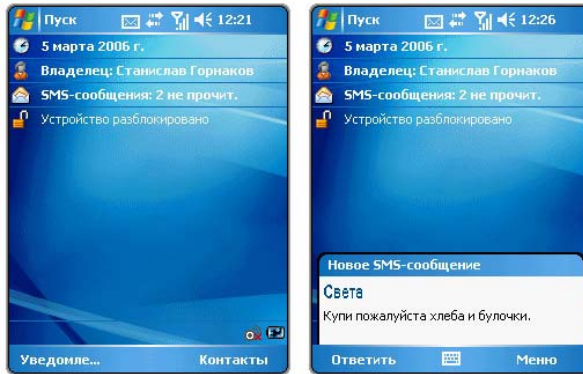 Пуск 12:21
5 марта 2006 г.
Владелец: Станислав Горнаков
SMS-сообщения: 2 не прочит.
Устройство разблокировано
Уведомле... Контакты
Пуск 12:26
5 марта 2006 г.
Владелец: Станислав Горнаков
SMS-сообщения: 2 не прочит.
Устройство разблокировано
Новое SMS-сообщение
Света
Купи пожалуйста хлеба и булочки.
Ответить Меню